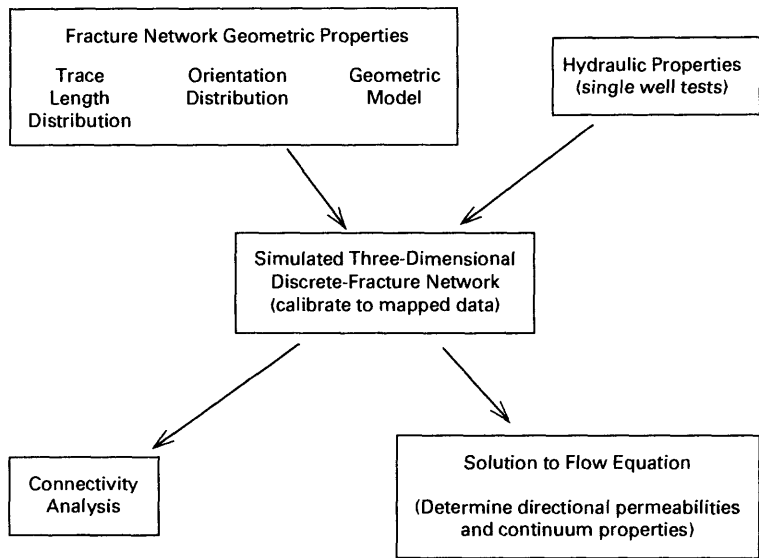 Fracture Network Geometric Properties
Trace
Length
Distribution
Orientation
Distribution
Geometric
Model
Hydraulic Properties
(single well tests)
Simulated Three-Dimensional
Discrete-Fracture Network
(calibrate to mapped data)
Connectivity
Analysis
Solution to Flow Equation
(Determine directional permeabilities
and continuum properties)